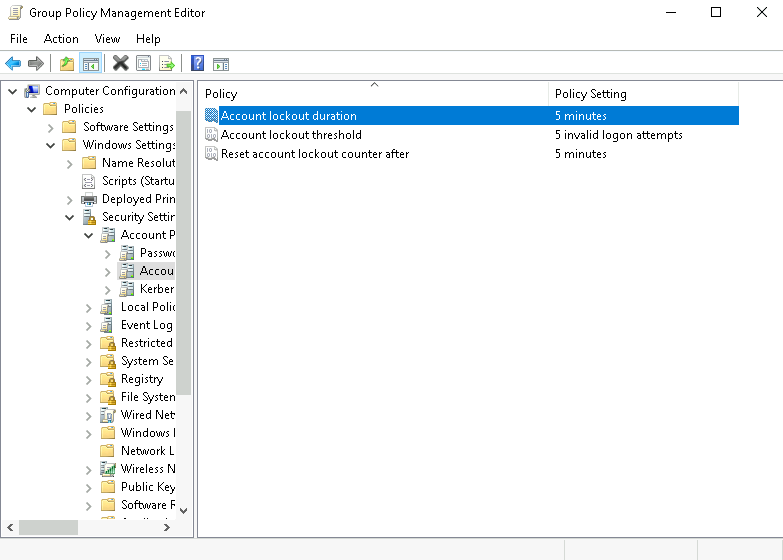 Group Policy Management Editor
File Action View Help
Computer Configuration
Policies
Software Settings
Windows Settings
Name Resolut
Scripts (Startu
Deployed Prin
Security Settin
Account P
Passwo
Accou
Kerber
Local Polic
Event Log
Restricted
System Se
Registry
File System
Wired Net
Windows F
Network L
Wireless N
Public Key
Software R
Policy Policy Setting
Account lockout duration 5 minutes
Account lockout threshold 5 invalid logon attempts
Reset account lockout counter after 5 minutes